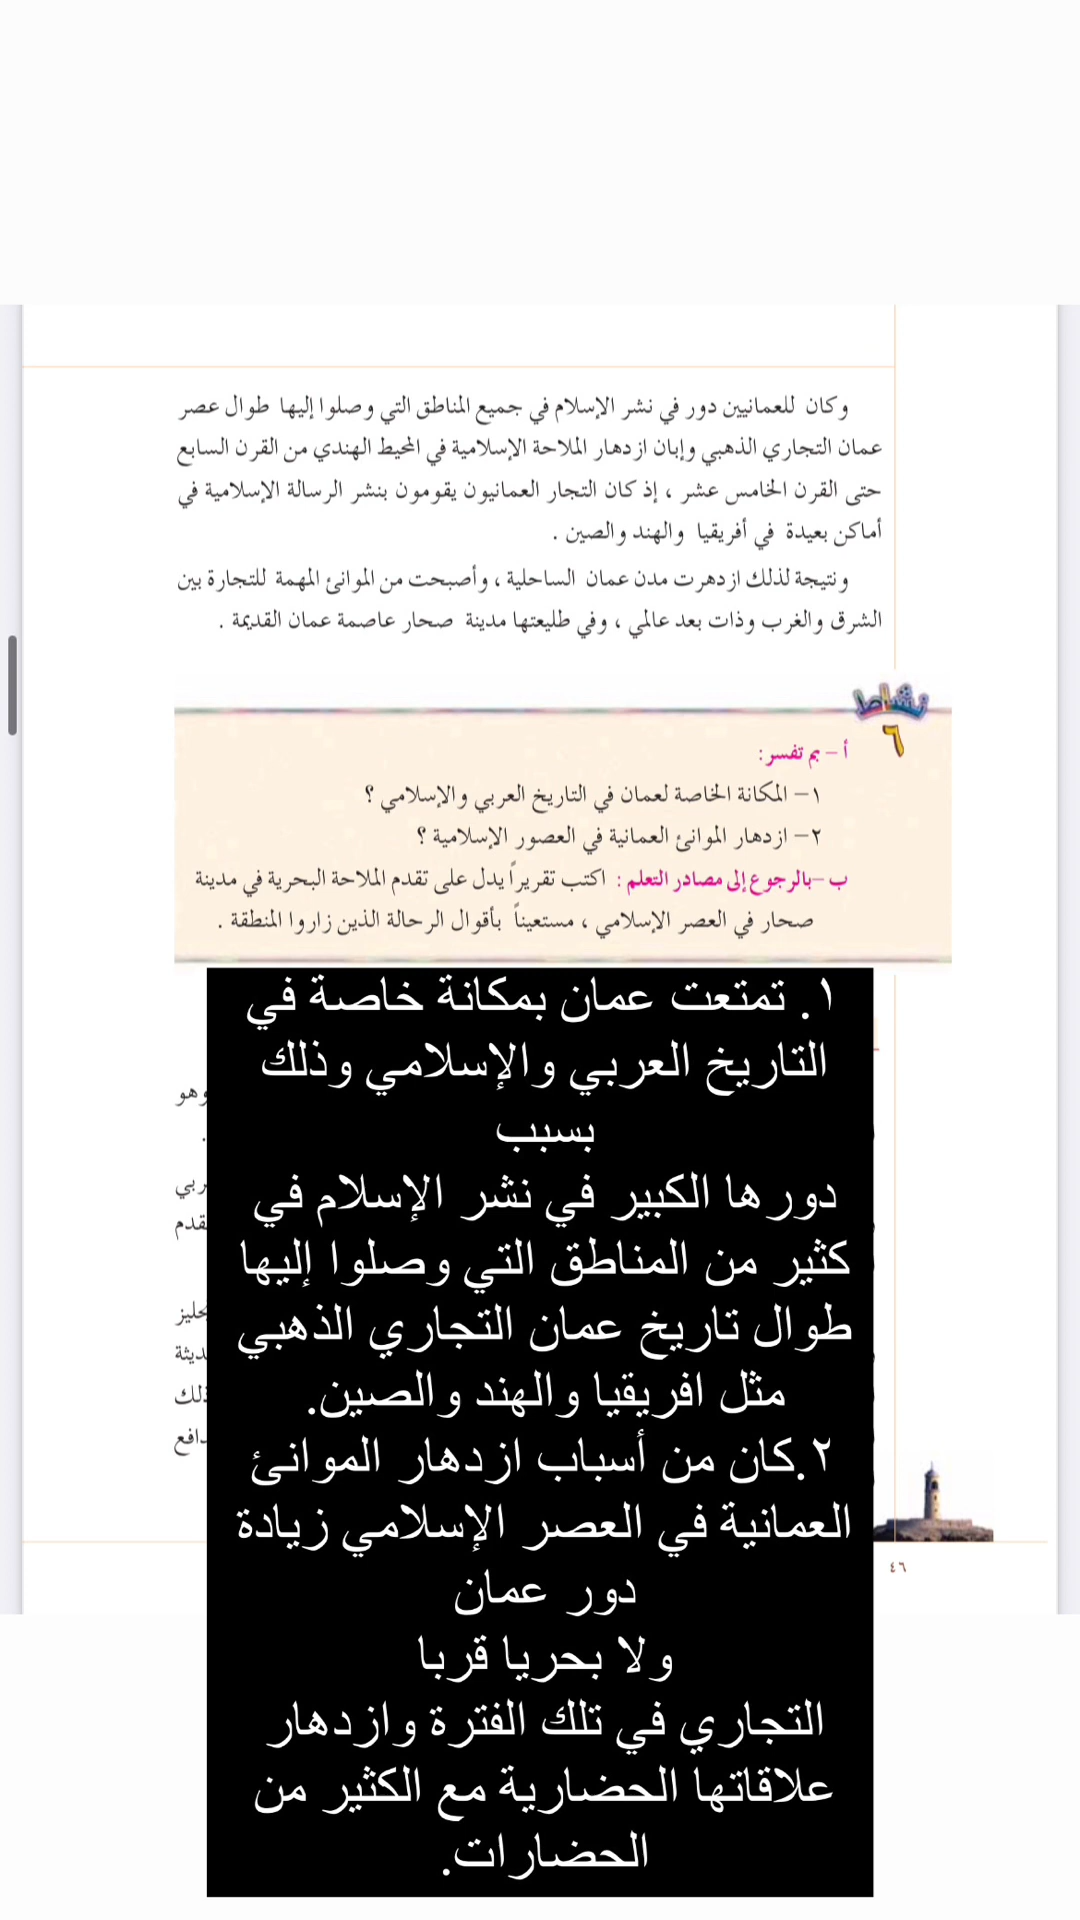 وكان للعمانيين دور في نشر الإسلام في جميع المناطق التي وصلوا إليها طوال عصر
عمان التجاري الذهبي وإبان ازدهار الملاحة الإسلامية في المحيط الهندي من القرن السابع
حتى القرن الخامس عشر ، إذ كان التجار العمانيون يقومون بنشر الرسالة الإسلامية في
أماكن بعيدة في أفريقيا والهند والصين .
ونتيجة لذلك ازدهرت مدن عمان الساحلية ، وأصبحت من الموانئ المهمة للتجارة بين
الشرق والغرب وذات بعد عالمي ، وفي طليعتها مدينة صحار عاصمة عمان القديمة .
نشاط
٦
أ - بم تفسر :
١- المكانة الخاصة لعمان في التاريخ العربي والإسلامي ؟
٢- ازدهار الموانئ العمانية في العصور الإسلامية ؟
ب -بالرجوع إلى مصادر التعلم : اكتب تقريراً يدل على تقدم الملاحة البحرية في مدينة
صحار في العصر الإسلامي ، مستعيناً بأقوال الرحالة الذين زاروا المنطقة .
١. تمتعت عمان بمكانة خاصة في
التاريخ العربي والإسلامي وذلك
بسبب
دورها الكبير في نشر الإسلام في
كثير من المناطق التي وصلوا إليها
طوال تاريخ عمان التجاري الذهبي
مثل افريقيا والهند والصين.
٢.كان من أسباب ازدهار الموانئ
العمانية في العصر الإسلامي زيادة
دور عمان
ولا بحريا قربا
التجاري في تلك الفترة وازدهار
علاقاتها الحضارية مع الكثير من
الحضارات.
وهو
٤٦